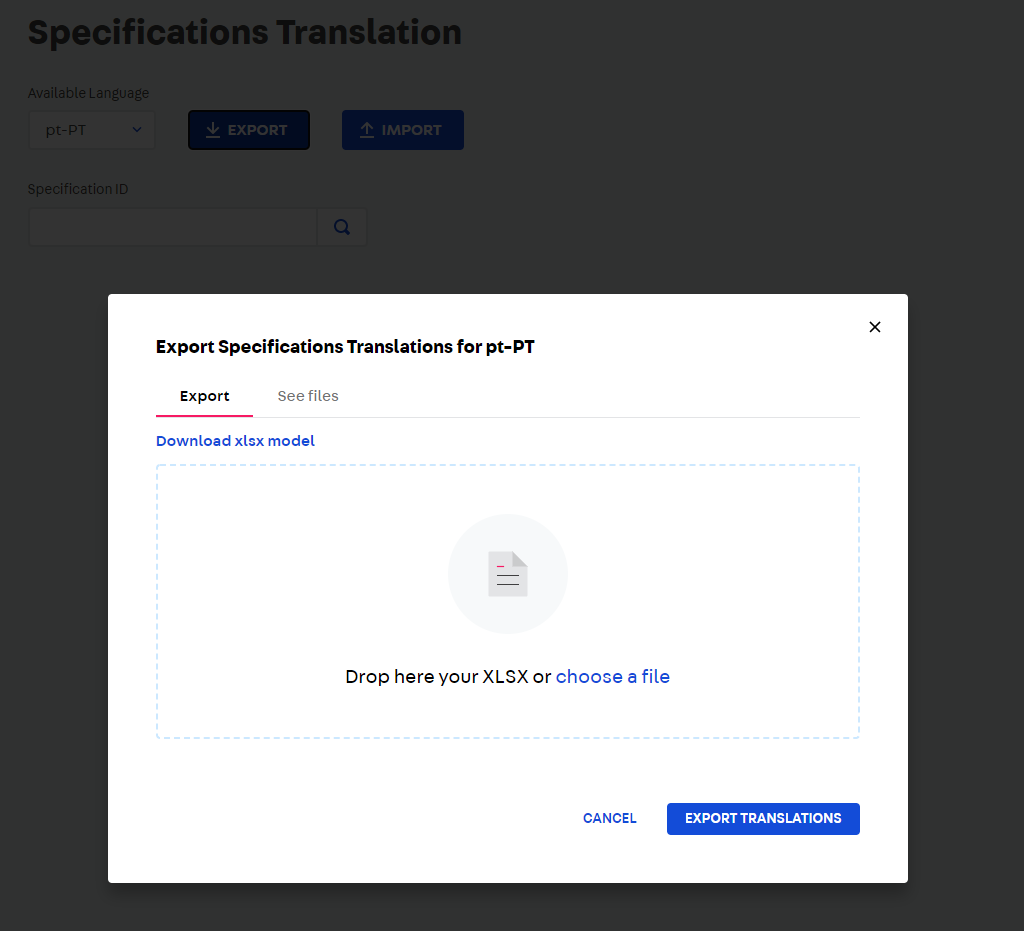 Specifications Translation
Available Language
pt-PT
EXPORT
IMPORT
Specification ID
Export Specifications Translations for pt-PT
Export
See files
Download xlsx model
Drop here your XLSX or choose a file
CANCEL
EXPORT TRANSLATIONS